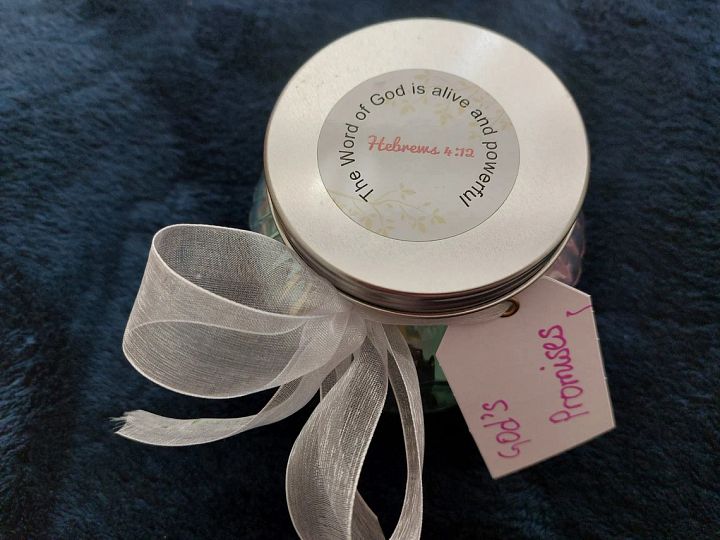 The Word of God is alive and powerful
Hebrews 4:12
God's
Promises